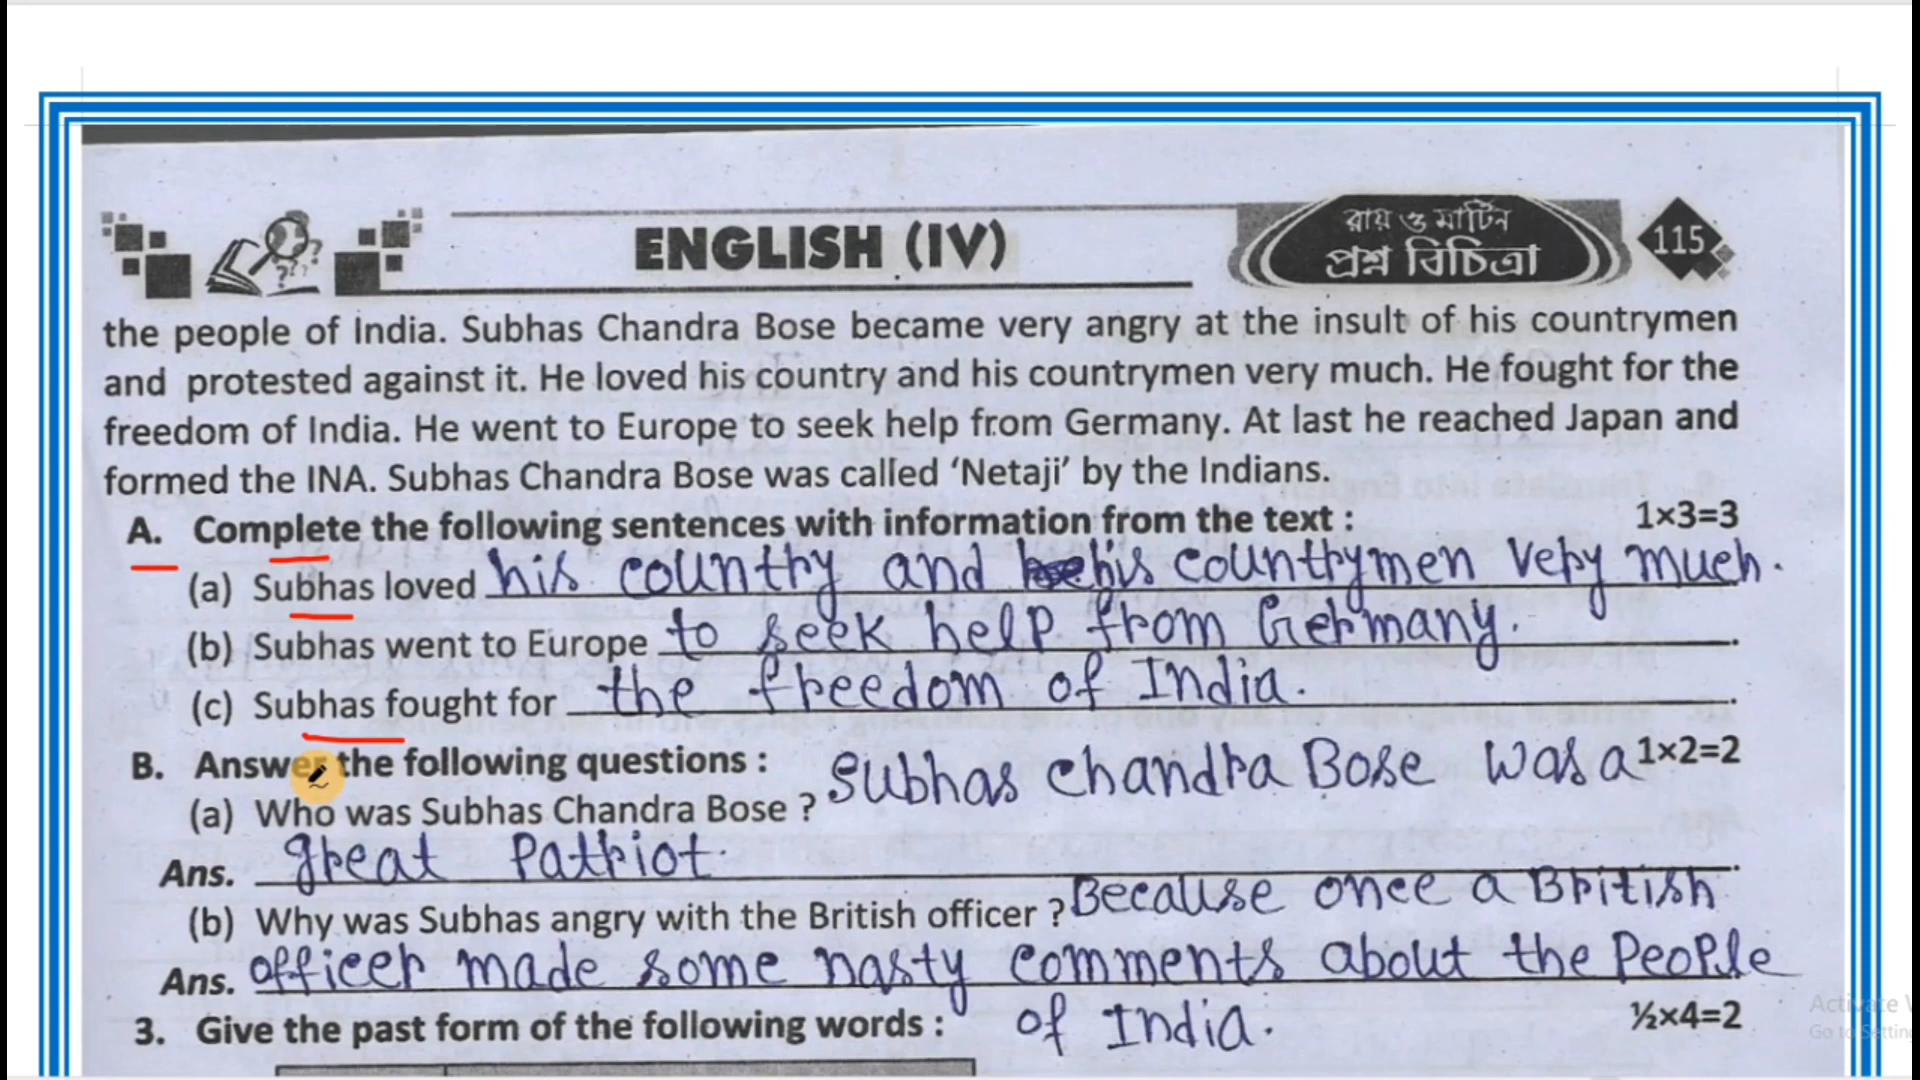 ENGLISH (IV)
রায় ও মার্টিন
প্রশ্ন বিচিত্রা
115
the people of India. Subhas Chandra Bose became very angry at the insult of his countrymen
and protested against it. He loved his country and his countrymen very much. He fought for the
freedom of India. He went to Europe to seek help from Germany. At last he reached Japan and
formed the INA. Subhas Chandra Bose was called ‘Netaji’ by the Indians.
A. Complete the following sentences with information from the text : 1×3=3
(a) Subhas loved his country and his countrymen very much.
(b) Subhas went to Europe to seek help from Germany.
(c) Subhas fought for the freedom of India.
B. Answer the following questions : 1×2=2
(a) Who was Subhas Chandra Bose ? Subhas Chandra Bose was a
Ans. great Patriot.
(b) Why was Subhas angry with the British officer ? Because once a British
Ans. officer made some nasty comments about the People
of India.
3. Give the past form of the following words : ½×4=2